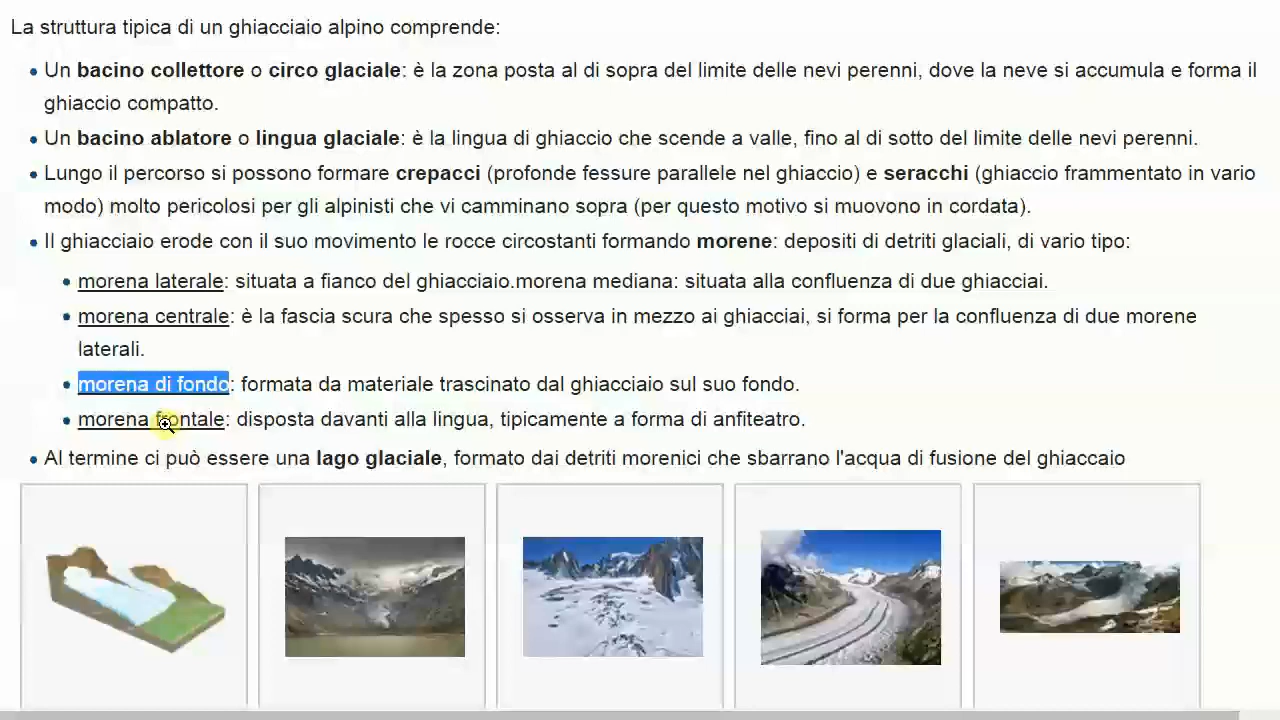 La struttura tipica di un ghiacciaio alpino comprende:
Un bacino collettore o circo glaciale: è la zona posta al di sopra del limite delle nevi perenni, dove la neve si accumula e forma il
ghiaccio compatto.
Un bacino ablatore o lingua glaciale: è la lingua di ghiaccio che scende a valle, fino al di sotto del limite delle nevi perenni.
Lungo il percorso si possono formare crepacci (profonde fessure parallele nel ghiaccio) e seracchi (ghiaccio frammentato in vario
modo) molto pericolosi per gli alpinisti che vi camminano sopra (per questo motivo si muovono in cordata).
Il ghiacciaio erode con il suo movimento le rocce circostanti formando morene: depositi di detriti glaciali, di vario tipo:
morena laterale: situata a fianco del ghiacciaio.morena mediana: situata alla confluenza di due ghiacciai.
morena centrale: è la fascia scura che spesso si osserva in mezzo ai ghiacciai, si forma per la confluenza di due morene
laterali.
morena di fondo: formata da materiale trascinato dal ghiacciaio sul suo fondo.
morena frontale: disposta davanti alla lingua, tipicamente a forma di anfiteatro.
Al termine ci può essere una lago glaciale, formato dai detriti morenici che sbarrano l'acqua di fusione del ghiaccaio